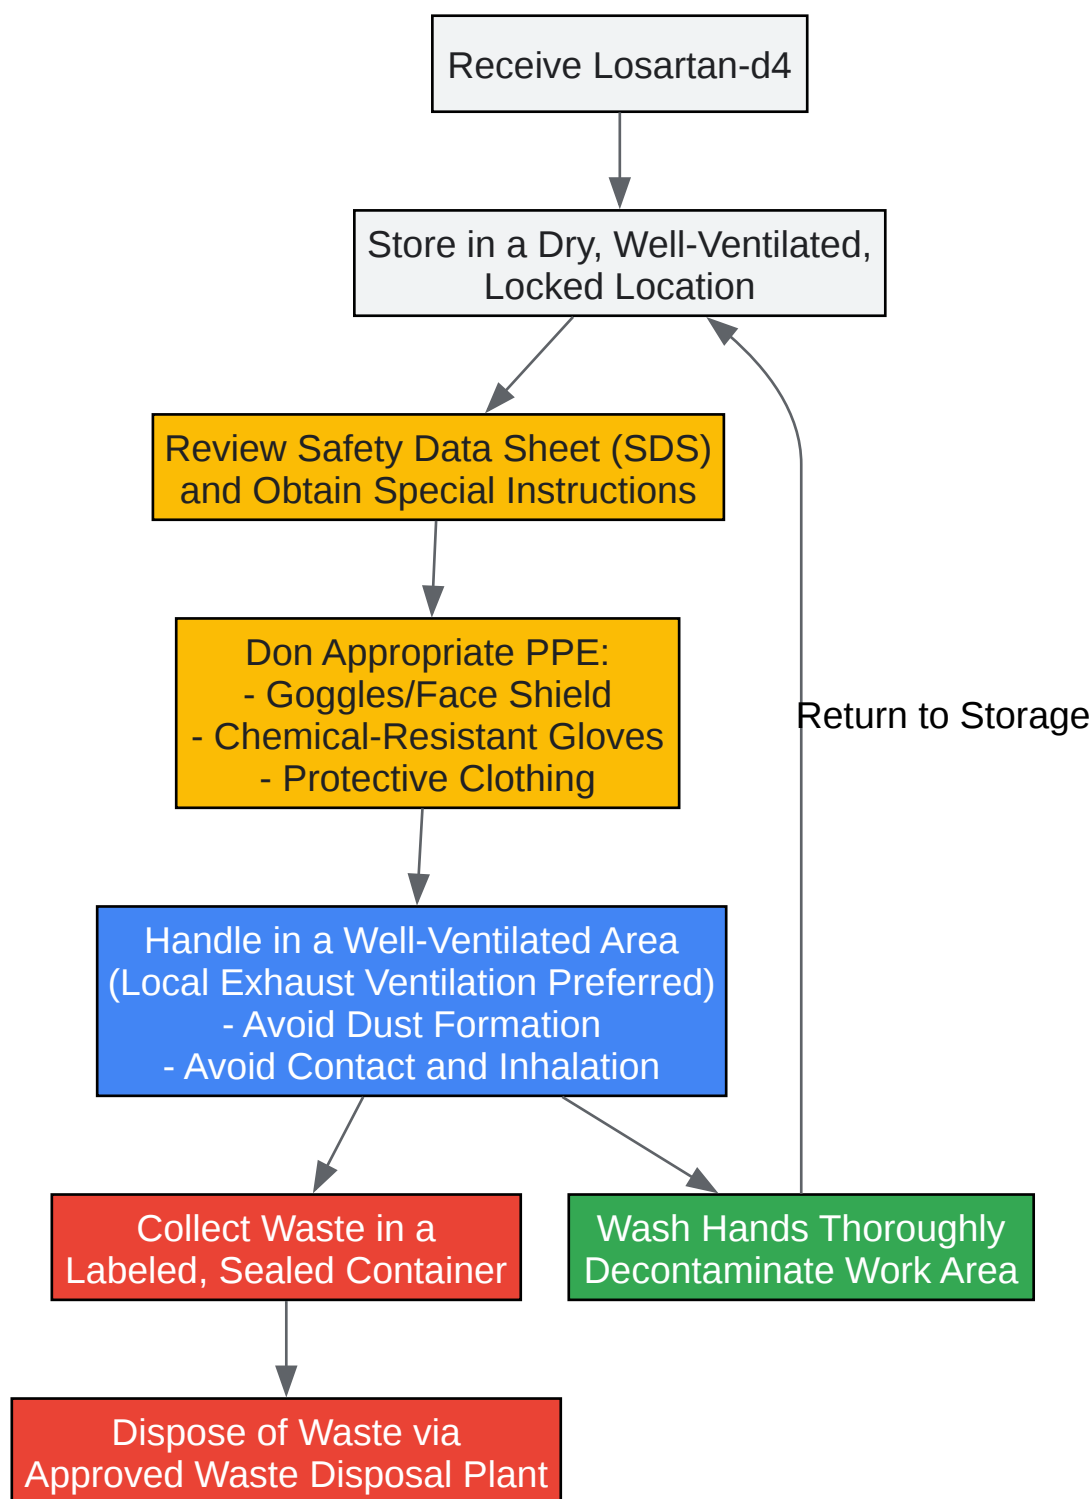 Receive Losartan-d4
Store in a Dry, Well-Ventilated,
Locked Location
Review Safety Data Sheet (SDS)
and Obtain Special Instructions
Don Appropriate PPE:
- Goggles/Face Shield
- Chemical-Resistant Gloves
- Protective Clothing
Return to Storage
Handle in a Well-Ventilated Area
(Local Exhaust Ventilation Preferred)
- Avoid Dust Formation
- Avoid Contact and Inhalation
Collect Waste in a
Labeled, Sealed Container
Wash Hands Thoroughly
Decontaminate Work Area
Dispose of Waste via
Approved Waste Disposal Plant